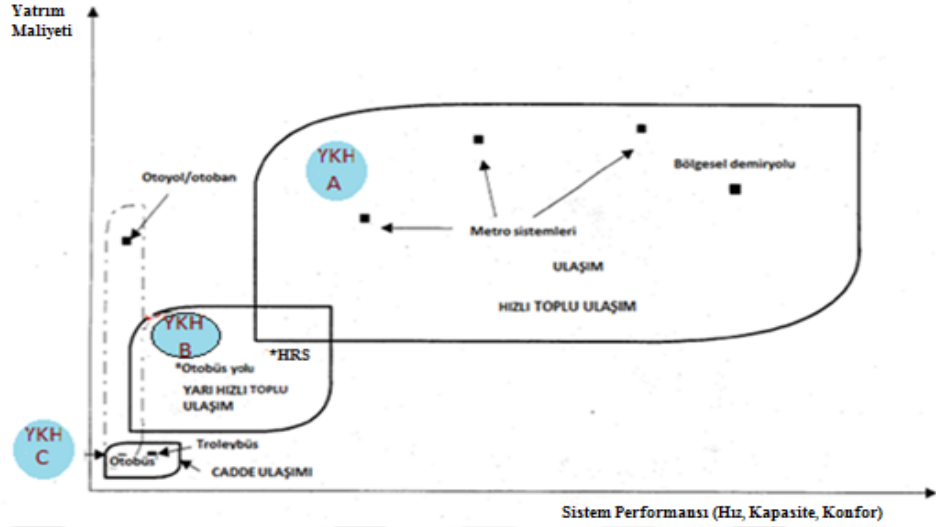 Yatrım
Maliyeti
YKH
A
Otoyol/otoban
Bölgesel demiryolu
Metro sistemleri
ULAŞIM
HIZLI TOPLU ULAŞIM
YKH
B
*HRS
*Otobüs yolu
YARI HIZLI TOPLU
ULAŞIM
YKH
C
Troleybüs
Otobüs
CADDE ULAŞIMI
Sistem Performansı (Hız, Kapasite, Konfor)